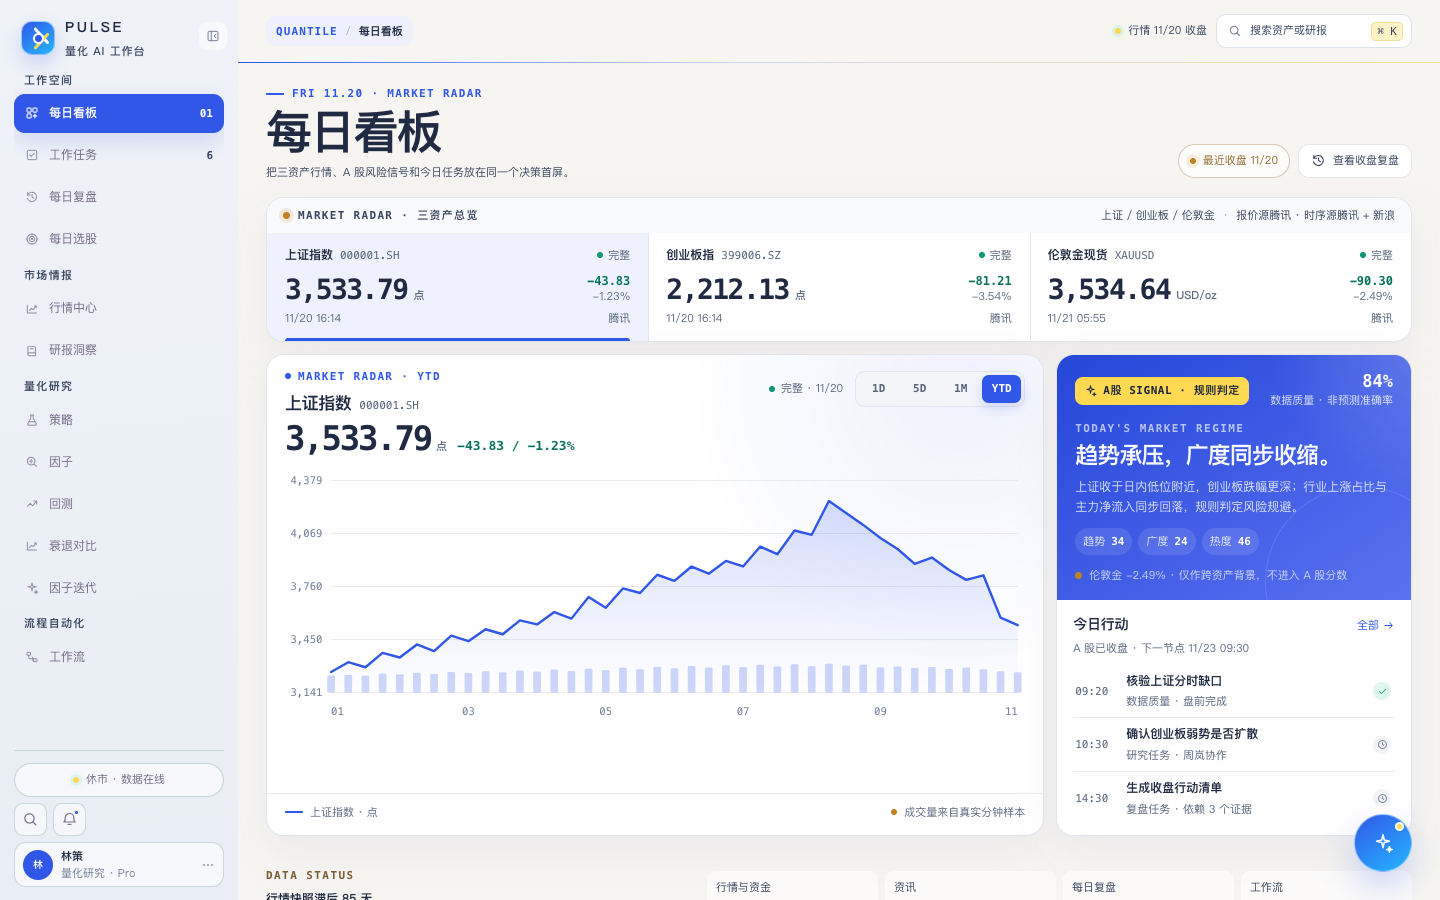 PULSE
量化 AI 工作台
工作空间
每日看板 01
工作任务 6
每日复盘
每日选股
市场情报
行情中心
研报洞察
量化研究
策略
因子
回测
衰退对比
因子迭代
流程自动化
工作流
休市 · 数据在线
林 林策
量化研究 · Pro
QUANTILE / 每日看板
行情 11/20 收盘
搜索资产或研报 ⌘ K
FRI 11.20 · MARKET RADAR
每日看板
把三资产行情、A 股风险信号和今日任务放在同一个决策首屏。
最近收盘 11/20
查看收盘复盘
MARKET RADAR · 三资产总览
上证 / 创业板 / 伦敦金 · 报价源腾讯 · 时序源腾讯 + 新浪
上证指数 000001.SH 完整
3,533.79 点 −43.83
−1.23%
11/20 16:14 腾讯
创业板指 399006.SZ 完整
2,212.13 点 −81.21
−3.54%
11/20 16:14 腾讯
伦敦金现货 XAUUSD 完整
3,534.64 USD/oz −90.30
−2.49%
11/21 05:55 腾讯
MARKET RADAR · YTD
上证指数 000001.SH
3,533.79 点 −43.83 / −1.23%
完整 · 11/20
1D 5D 1M YTD
4,379
4,069
3,760
3,450
3,141
01 03 05 07 09 11
上证指数 · 点
成交量来自真实分钟样本
A股 SIGNAL · 规则判定
84%
数据质量 · 非预测准确率
TODAY'S MARKET REGIME
趋势承压，广度同步收缩。
上证收于日内低位附近，创业板跌幅更深；行业上涨占比与
主力净流入同步回落，规则判定风险规避。
趋势 34 广度 24 热度 46
伦敦金 −2.49% · 仅作跨资产背景，不进入 A 股分数
今日行动 全部 →
A 股已收盘 · 下一节点 11/23 09:30
09:20 核验上证分时缺口
数据质量 · 盘前完成
10:30 确认创业板弱势是否扩散
研究任务 · 周岚协作
14:30 生成收盘行动清单
复盘任务 · 依赖 3 个证据
DATA STATUS
行情快照滞后 85 天
行情与资金
资讯
每日复盘
工作流